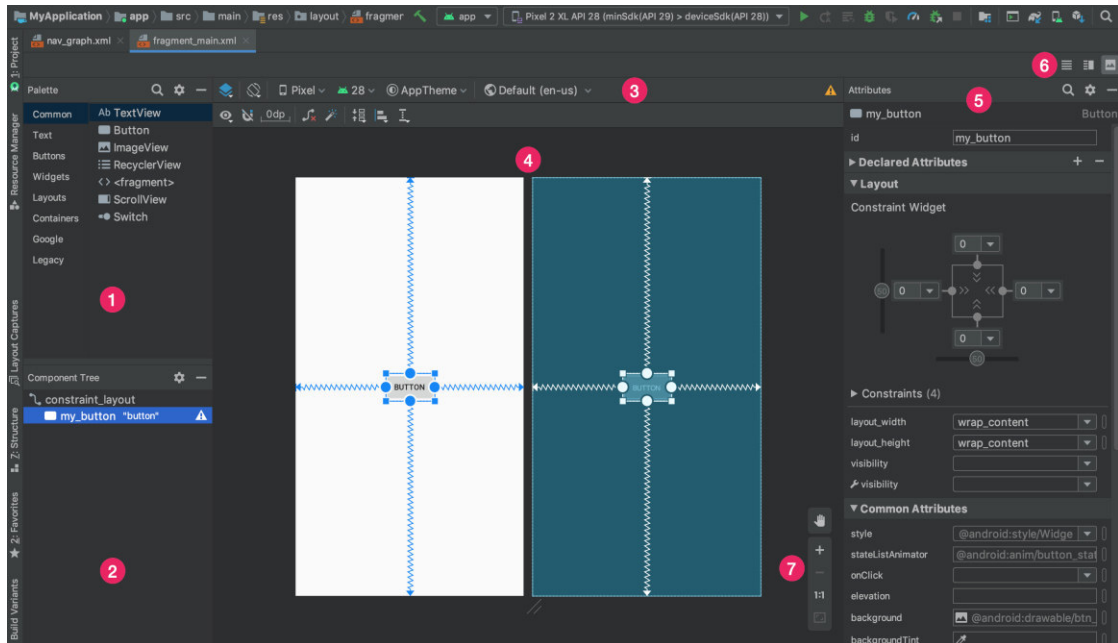 MyApplication app src main res layout fragmer app Pixel 2 XL API 28 (minSdk(API 29) > deviceSdk(API 28))
nav_graph.xml fragment_main.xml
1: Project
Resource Manager
Layout Captures
Z: Structure
2: Favorites
Build Variants
6
Palette
Common
Text
Buttons
Widgets
Layouts
Containers
Google
Legacy
Ab TextView
Button
ImageView
RecyclerView
<> <fragment>
ScrollView
Switch
1
Component Tree
constraint_layout
my_button "button"
2
Pixel 28 AppTheme Default (en-us) 3
0dp
4
BUTTON
BUTTON
7
1:1
Attributes
5
my_button Button
id my_button
Declared Attributes
Layout
Constraint Widget
0
0 0
0
50
50
Constraints (4)
layout_width wrap_content
layout_height wrap_content
visibility
visibility
Common Attributes
style @android:style/Widge
stateListAnimator @android:anim/button_stat
onClick
elevation
background @android:drawable/btn_
backgroundTint